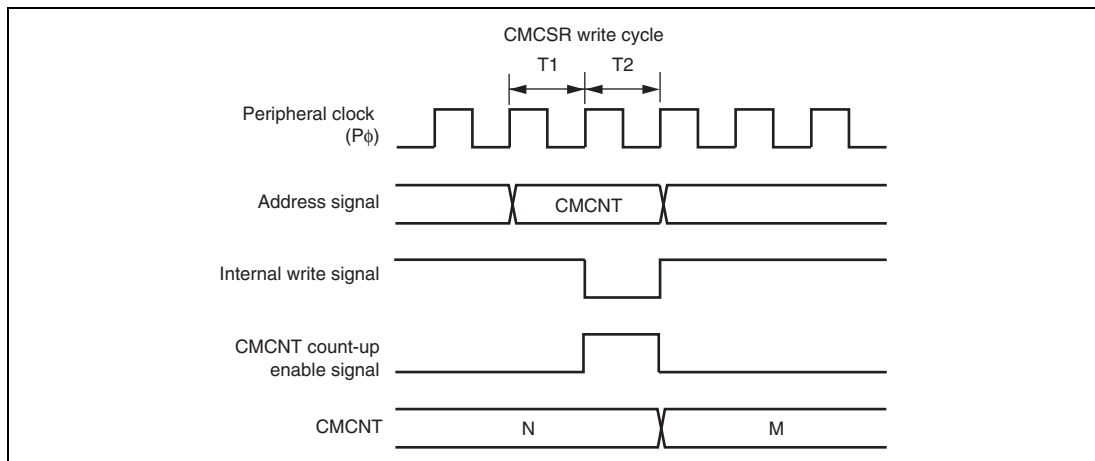 CMCSR write cycle
T1 T2
Peripheral clock
(Pϕ)
Address signal CMCNT
Internal write signal
CMCNT count-up
enable signal
CMCNT N M